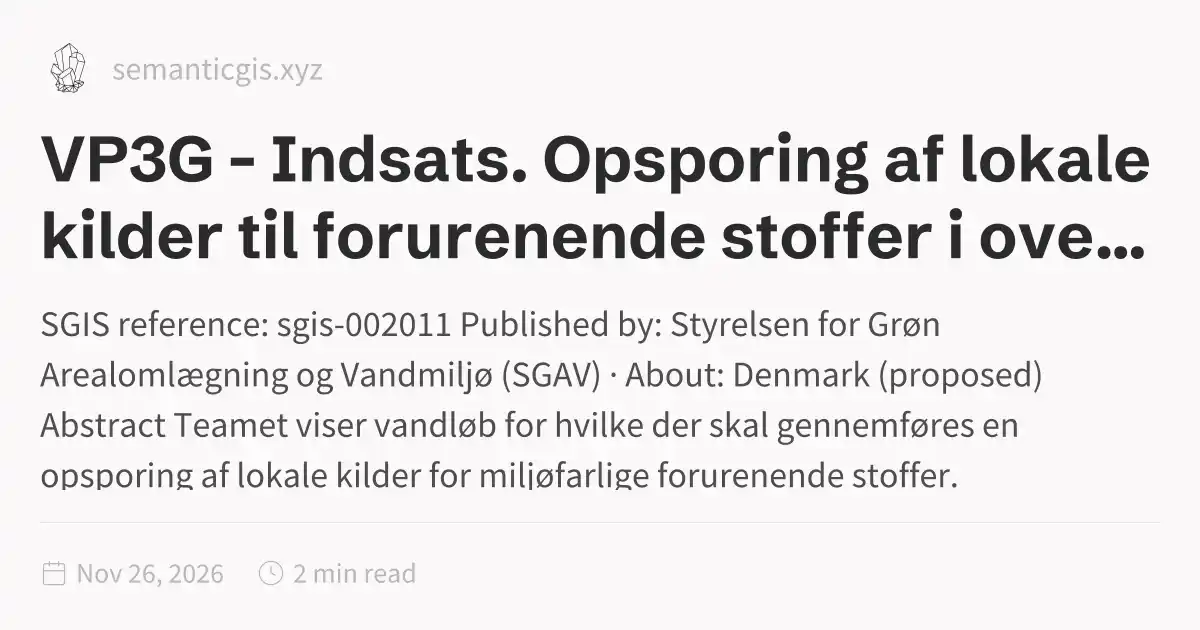 semanticgis.xyz
VP3G - Indsats. Opsporing af lokale
kilder til forurenende stoffer i ove...
SGIS reference: sgis-002011 Published by: Styrelsen for Grøn
Arealomlægning og Vandmiljø (SGAV) · About: Denmark (proposed)
Abstract Teamet viser vandløb for hvilke der skal gennemføres en
opsporing af lokale kilder for miljøfarlige forurenende stoffer.
Nov 26, 2026 2 min read